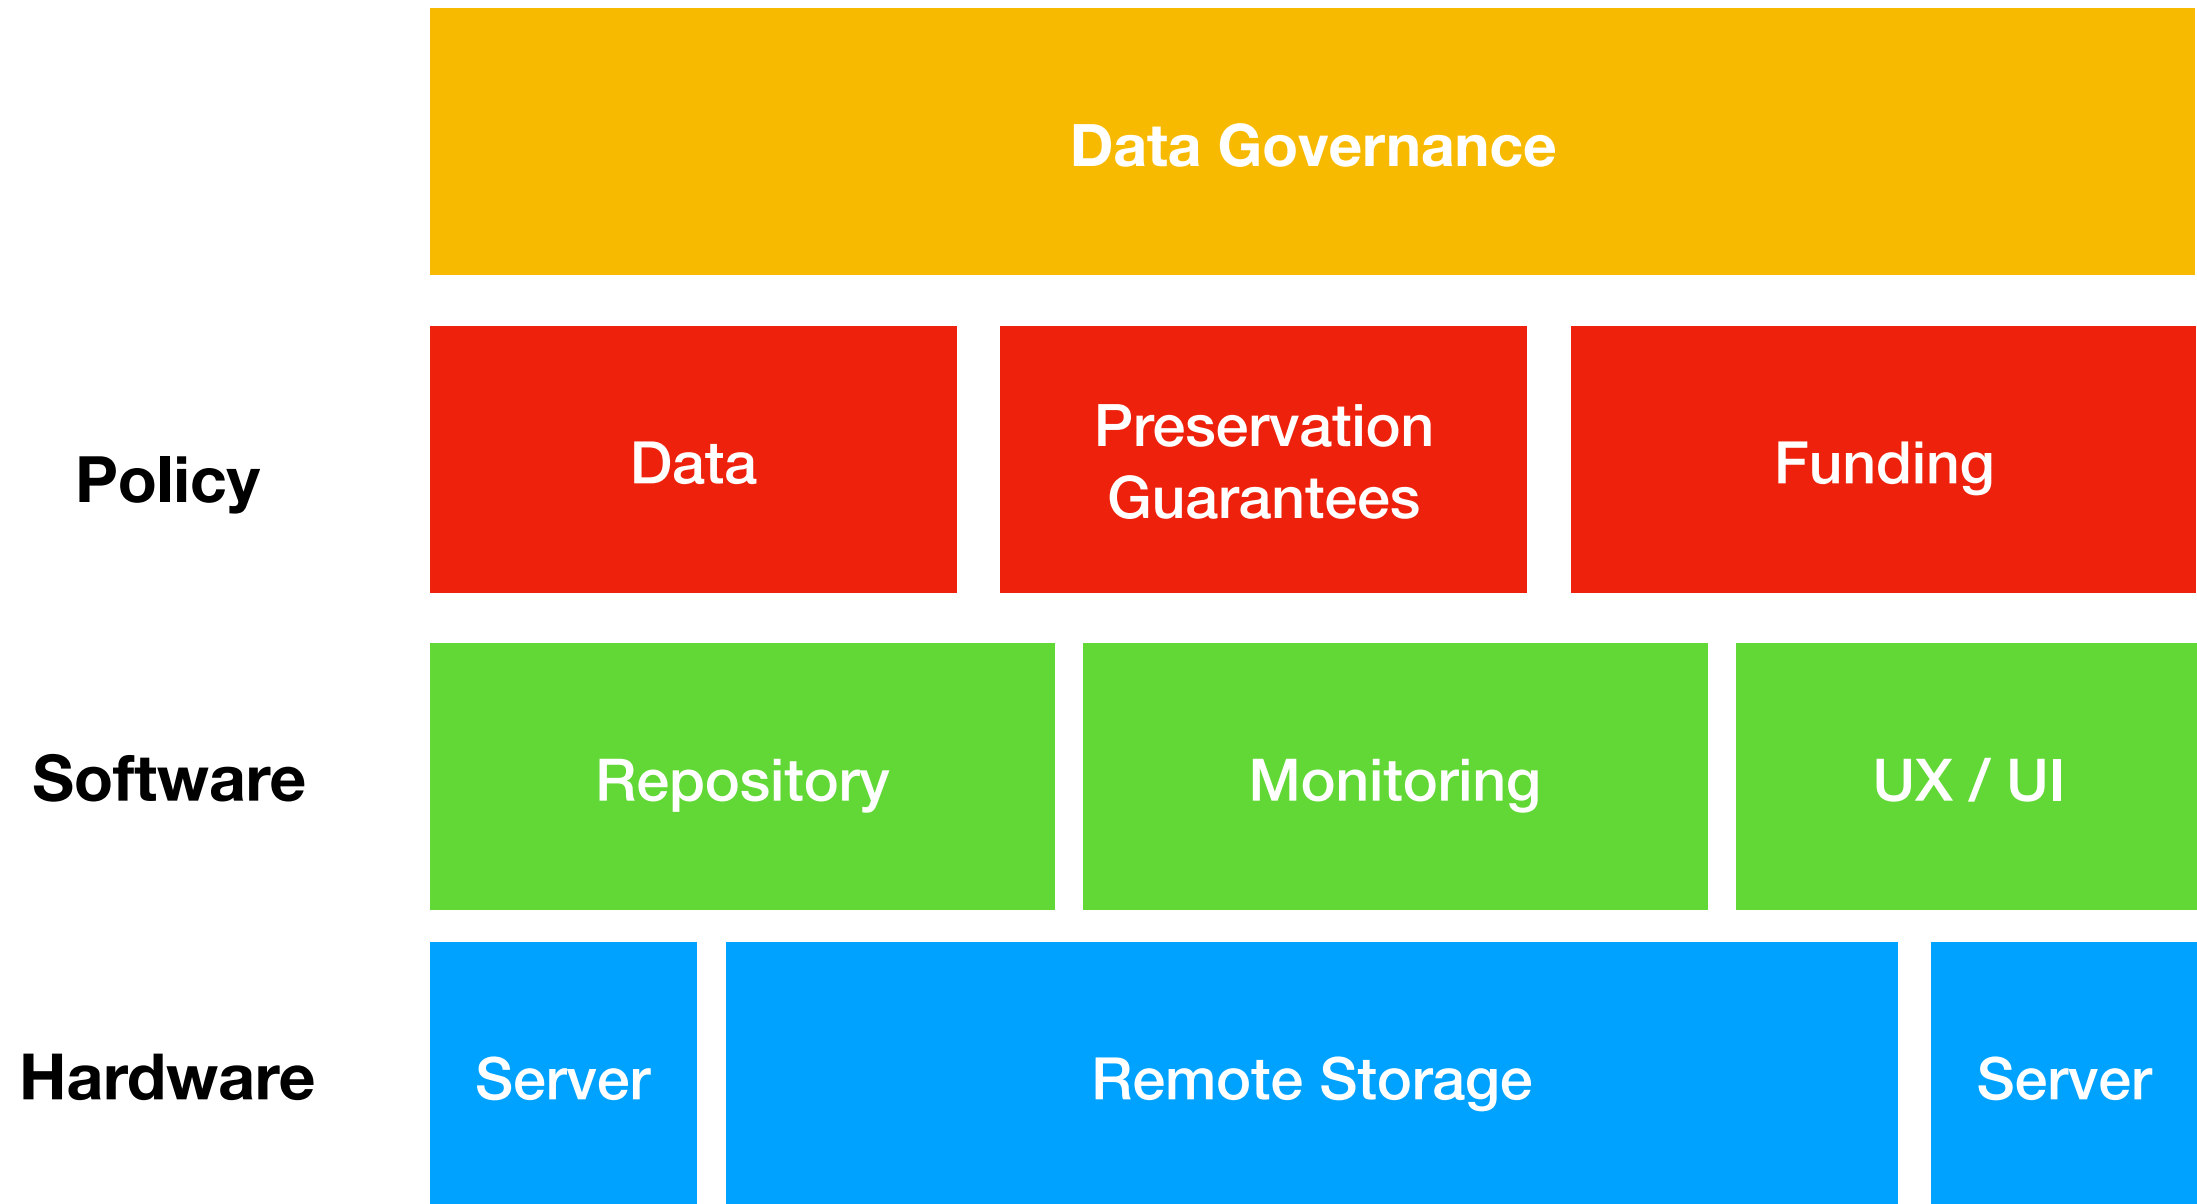 Data Governance
Policy
Data
Preservation
Guarantees
Funding
Software
Repository
Monitoring
UX / UI
Hardware
Server
Remote Storage
Server